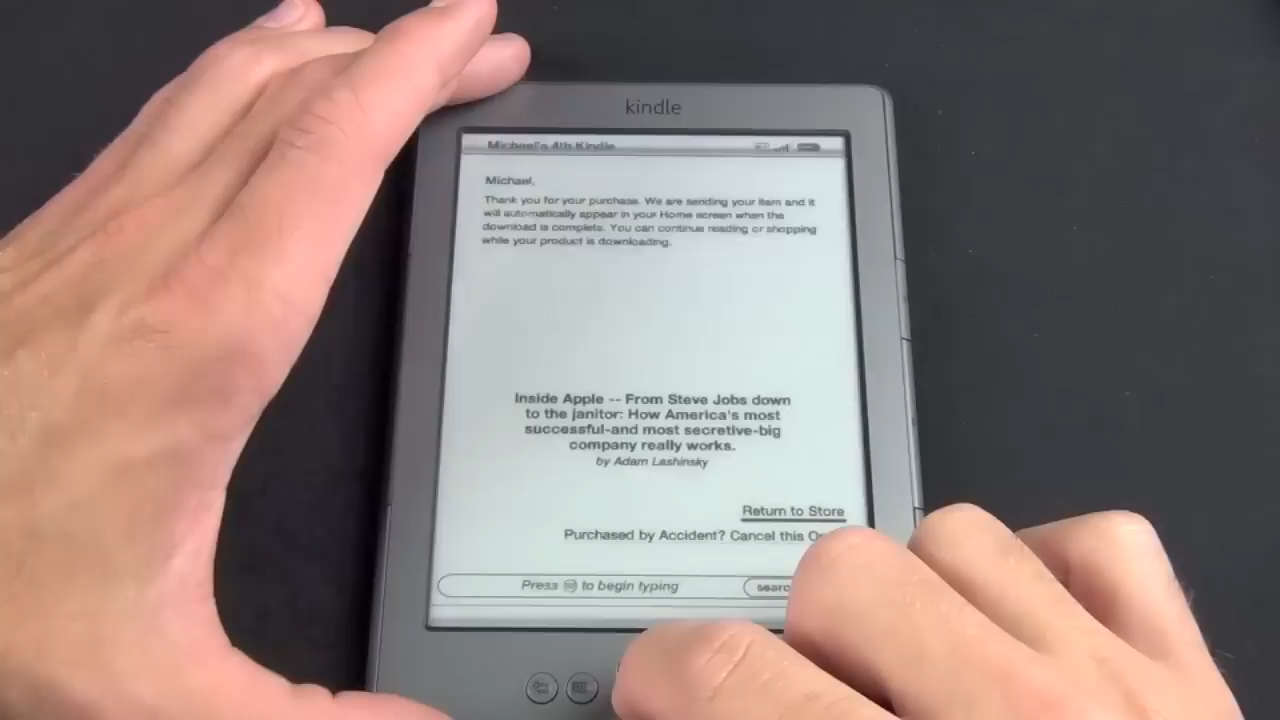 kindle
Michael's 4th Kindle
Michael,
Thank you for your purchase. We are sending your item and it
will automatically appear in your Home screen when the
download is complete. You can continue reading or shopping
while your product is downloading.
Inside Apple -- From Steve Jobs down
to the janitor: How America's most
successful-and most secretive-big
company really works.
by Adam Lashinsky
Return to Store
Purchased by Accident? Cancel this O
Press to begin typing
searc